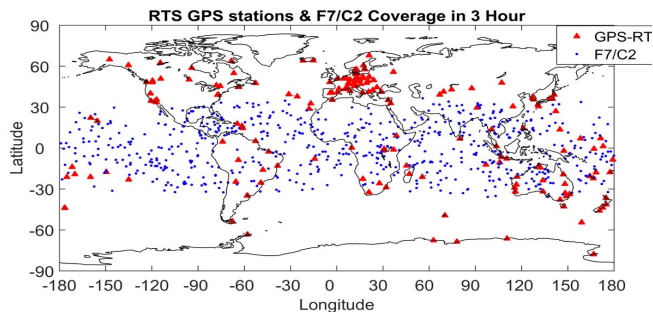 RTS GPS stations & F7/C2 Coverage in 3 Hour
GPS-RT
F7/C2
Latitude
90
60
30
0
-30
-60
-90
-180 -150 -120 -90 -60 -30 0 30 60 90 120 150 180
Longitude